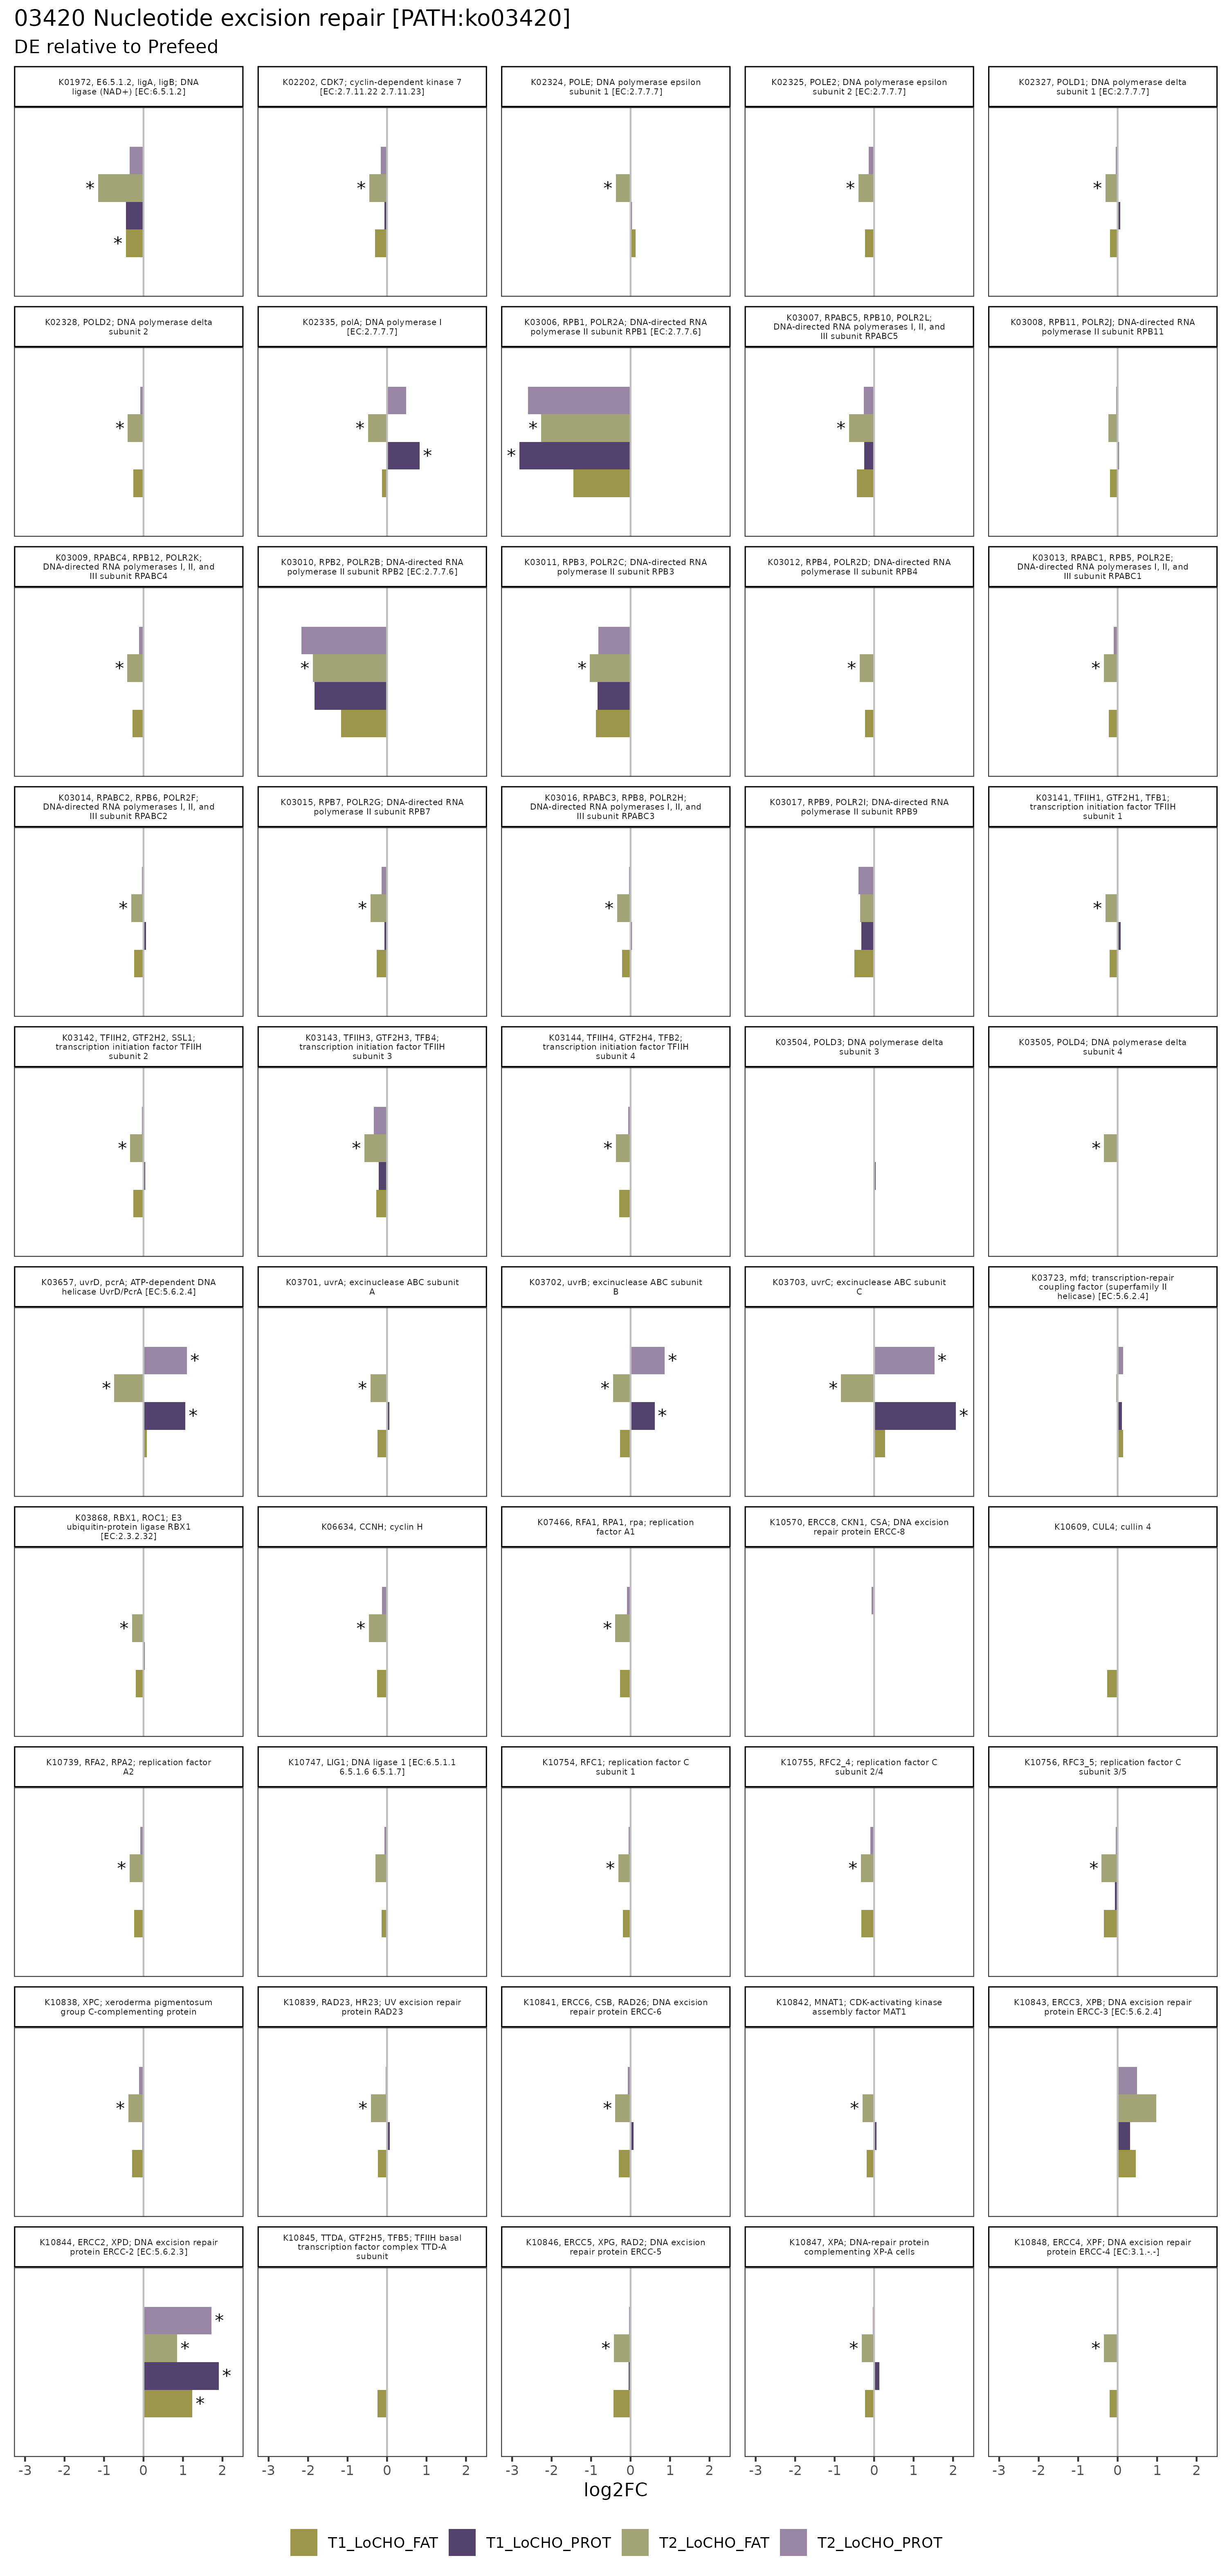 03420 Nucleotide excision repair [PATH:ko03420]
DE relative to Prefeed
K01972, E6.5.1.2, ligA, ligB; DNA
ligase (NAD+) [EC:6.5.1.2]
K02202, CDK7; cyclin-dependent kinase 7
[EC:2.7.11.22 2.7.11.23]
K02324, POLE; DNA polymerase epsilon
subunit 1 [EC:2.7.7.7]
K02325, POLE2; DNA polymerase epsilon
subunit 2 [EC:2.7.7.7]
K02327, POLD1; DNA polymerase delta
subunit 1 [EC:2.7.7.7]
*
*
*
*
*
*
K02328, POLD2; DNA polymerase delta
subunit 2
K02335, polA; DNA polymerase I
[EC:2.7.7.7]
K03006, RPB1, POLR2A; DNA-directed RNA
polymerase II subunit RPB1 [EC:2.7.7.6]
K03007, RPABC5, RPB10, POLR2L;
DNA-directed RNA polymerases I, II, and
III subunit RPABC5
K03008, RPB11, POLR2J; DNA-directed RNA
polymerase II subunit RPB11
*
*
*
*
*
*
K03009, RPABC4, RPB12, POLR2K;
DNA-directed RNA polymerases I, II, and
III subunit RPABC4
K03010, RPB2, POLR2B; DNA-directed RNA
polymerase II subunit RPB2 [EC:2.7.7.6]
K03011, RPB3, POLR2C; DNA-directed RNA
polymerase II subunit RPB3
K03012, RPB4, POLR2D; DNA-directed RNA
polymerase II subunit RPB4
K03013, RPABC1, RPB5, POLR2E;
DNA-directed RNA polymerases I, II, and
III subunit RPABC1
*
*
*
*
*
K03014, RPABC2, RPB6, POLR2F;
DNA-directed RNA polymerases I, II, and
III subunit RPABC2
K03015, RPB7, POLR2G; DNA-directed RNA
polymerase II subunit RPB7
K03016, RPABC3, RPB8, POLR2H;
DNA-directed RNA polymerases I, II, and
III subunit RPABC3
K03017, RPB9, POLR2I; DNA-directed RNA
polymerase II subunit RPB9
K03141, TFIIH1, GTF2H1, TFB1;
transcription initiation factor TFIIH
subunit 1
*
*
*
*
K03142, TFIIH2, GTF2H2, SSL1;
transcription initiation factor TFIIH
subunit 2
K03143, TFIIH3, GTF2H3, TFB4;
transcription initiation factor TFIIH
subunit 3
K03144, TFIIH4, GTF2H4, TFB2;
transcription initiation factor TFIIH
subunit 4
K03504, POLD3; DNA polymerase delta
subunit 3
K03505, POLD4; DNA polymerase delta
subunit 4
*
*
*
*
K03657, uvrD, pcrA; ATP-dependent DNA
helicase UvrD/PcrA [EC:5.6.2.4]
K03701, uvrA; excinuclease ABC subunit
A
K03702, uvrB; excinuclease ABC subunit
B
K03703, uvrC; excinuclease ABC subunit
C
K03723, mfd; transcription-repair
coupling factor (superfamily II
helicase) [EC:5.6.2.4]
*
*
*
*
*
*
*
*
*
*
K03868, RBX1, ROC1; E3
ubiquitin-protein ligase RBX1
[EC:2.3.2.32]
K06634, CCNH; cyclin H
K07466, RFA1, RPA1, rpa; replication
factor A1
K10570, ERCC8, CKN1, CSA; DNA excision
repair protein ERCC-8
K10609, CUL4; cullin 4
*
*
*
K10739, RFA2, RPA2; replication factor
A2
K10747, LIG1; DNA ligase 1 [EC:6.5.1.1
6.5.1.6 6.5.1.7]
K10754, RFC1; replication factor C
subunit 1
K10755, RFC2_4; replication factor C
subunit 2/4
K10756, RFC3_5; replication factor C
subunit 3/5
*
*
*
*
K10838, XPC; xeroderma pigmentosum
group C-complementing protein
K10839, RAD23, HR23; UV excision repair
protein RAD23
K10841, ERCC6, CSB, RAD26; DNA excision
repair protein ERCC-6
K10842, MNAT1; CDK-activating kinase
assembly factor MAT1
K10843, ERCC3, XPB; DNA excision repair
protein ERCC-3 [EC:5.6.2.4]
*
*
*
*
K10844, ERCC2, XPD; DNA excision repair
protein ERCC-2 [EC:5.6.2.3]
K10845, TTDA, GTF2H5, TFB5; TFIIH basal
transcription factor complex TTD-A
subunit
K10846, ERCC5, XPG, RAD2; DNA excision
repair protein ERCC-5
K10847, XPA; DNA-repair protein
complementing XP-A cells
K10848, ERCC4, XPF; DNA excision repair
protein ERCC-4 [EC:3.1.-.-]
*
*
*
*
*
*
*
-3 -2 -1 0 1 2 -3 -2 -1 0 1 2 -3 -2 -1 0 1 2 -3 -2 -1 0 1 2 -3 -2 -1 0 1 2
log2FC
T1_LoCHO_FAT T1_LoCHO_PROT T2_LoCHO_FAT T2_LoCHO_PROT